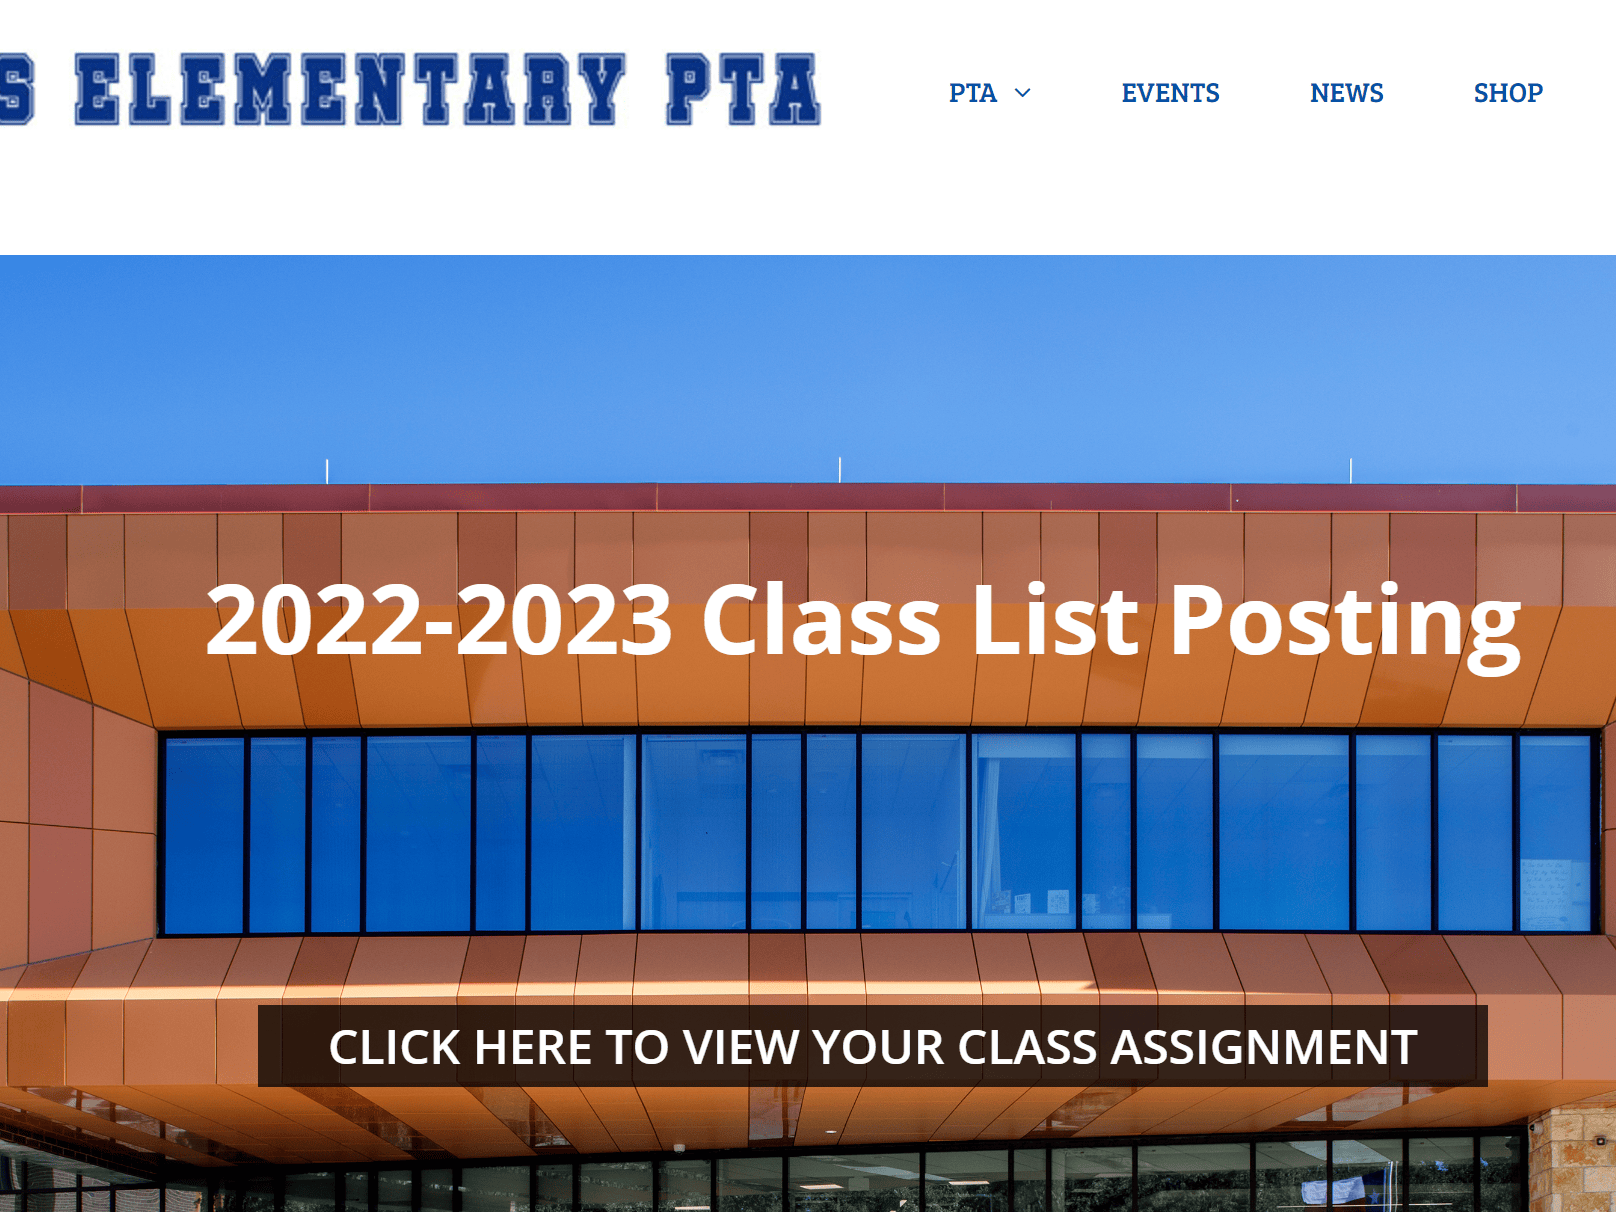 S ELEMENTARY PTA
PTA EVENTS NEWS SHOP
2022-2023 Class List Posting
CLICK HERE TO VIEW YOUR CLASS ASSIGNMENT